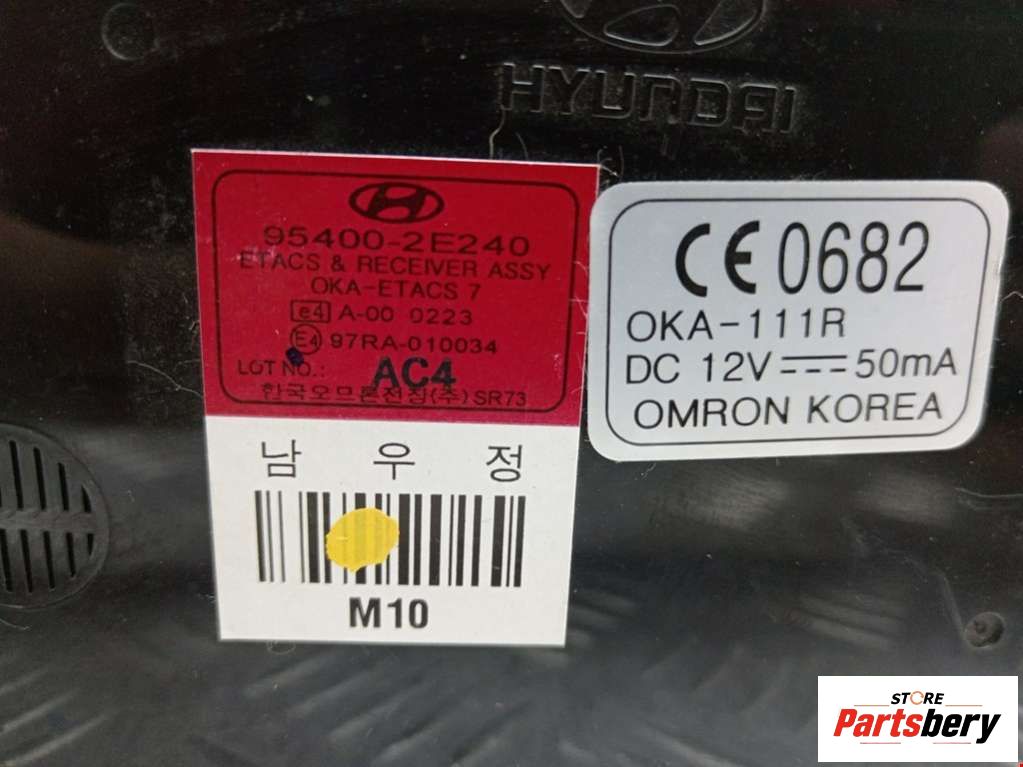 HYUNDAI
95400-2E240
ETACS & RECEIVER ASSY
OKA-ETACS 7
e4 A-00 0223
E4 97RA-010034
LOT NO.: AC4
한국오므론전장(주) SR73
남 우 정
M10
CE 0682
OKA-111R
DC 12V 50mA
OMRON KOREA
STORE
Partsbery